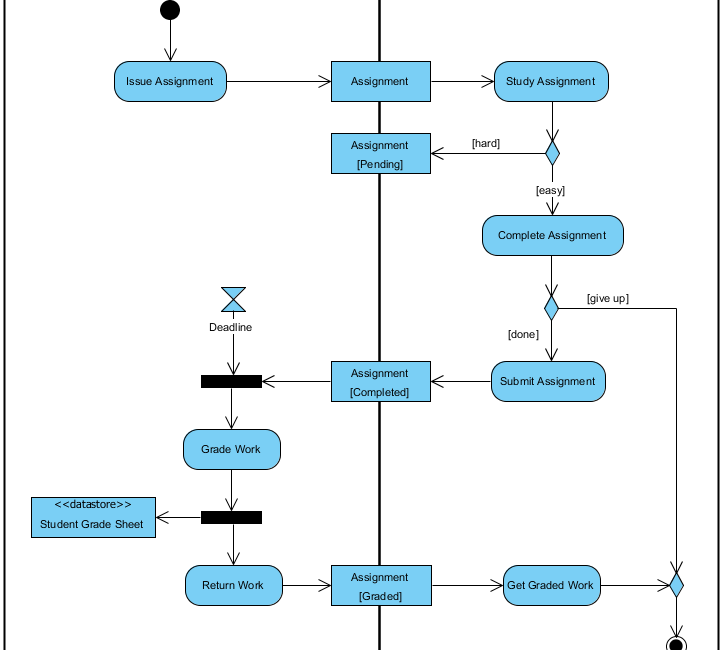 Issue Assignment
Assignment
Study Assignment
Assignment
[Pending]
[hard]
[easy]
Complete Assignment
[give up]
Deadline
[done]
Assignment
[Completed]
Submit Assignment
Grade Work
<<datastore>>
Student Grade Sheet
Return Work
Assignment
[Graded]
Get Graded Work